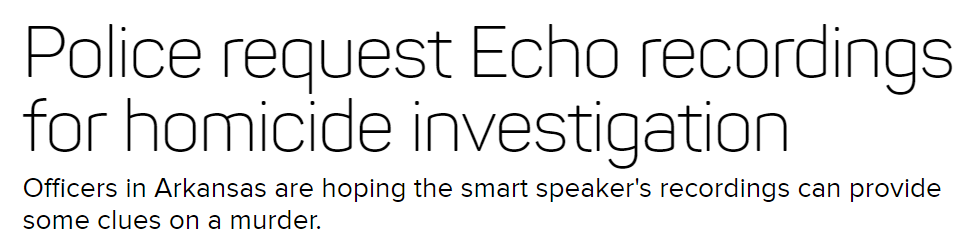 Police request Echo recordings
for homicide investigation
Officers in Arkansas are hoping the smart speaker's recordings can provide
some clues on a murder.